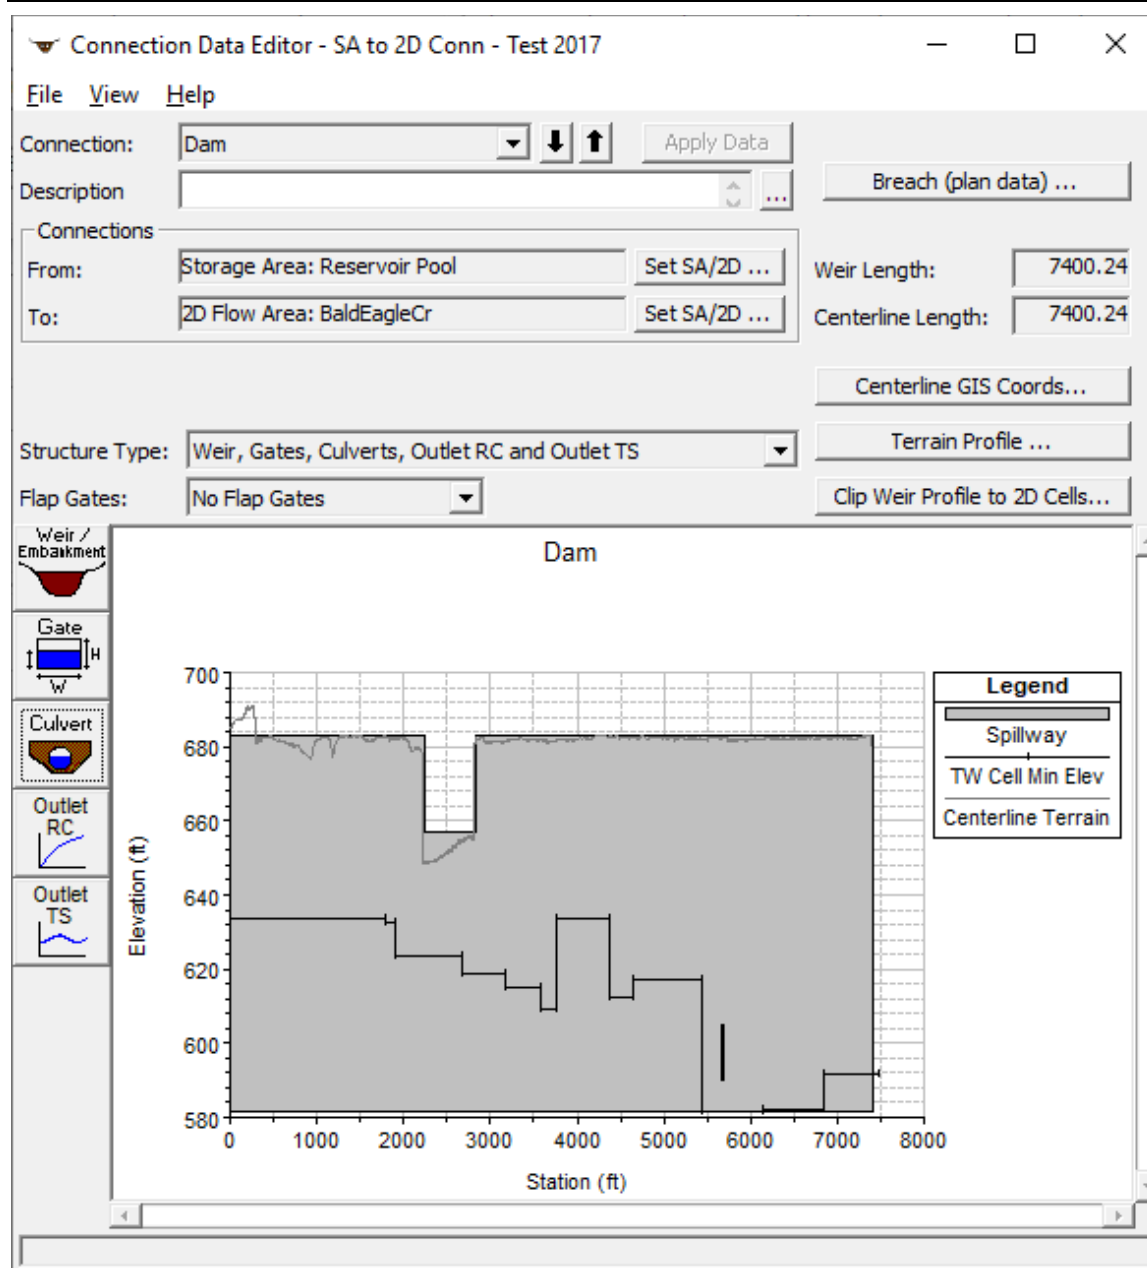 Connection Data Editor - SA to 2D Conn - Test 2017
File View Help
Connection: Dam Apply Data
Description ... Breach (plan data) ...
Connections
From: Storage Area: Reservoir Pool Set SA/2D ... Weir Length: 7400.24
To: 2D Flow Area: BaldEagleCr Set SA/2D ... Centerline Length: 7400.24
Centerline GIS Coords...
Structure Type: Weir, Gates, Culverts, Outlet RC and Outlet TS Terrain Profile ...
Flap Gates: No Flap Gates Clip Weir Profile to 2D Cells...
Weir /
Embankment
Gate
H
W
Culvert
Outlet
RC
Outlet
TS
Dam
700
680
660
640
620
600
580
Elevation (ft)
0 1000 2000 3000 4000 5000 6000 7000 8000
Station (ft)
Legend
Spillway
TW Cell Min Elev
Centerline Terrain